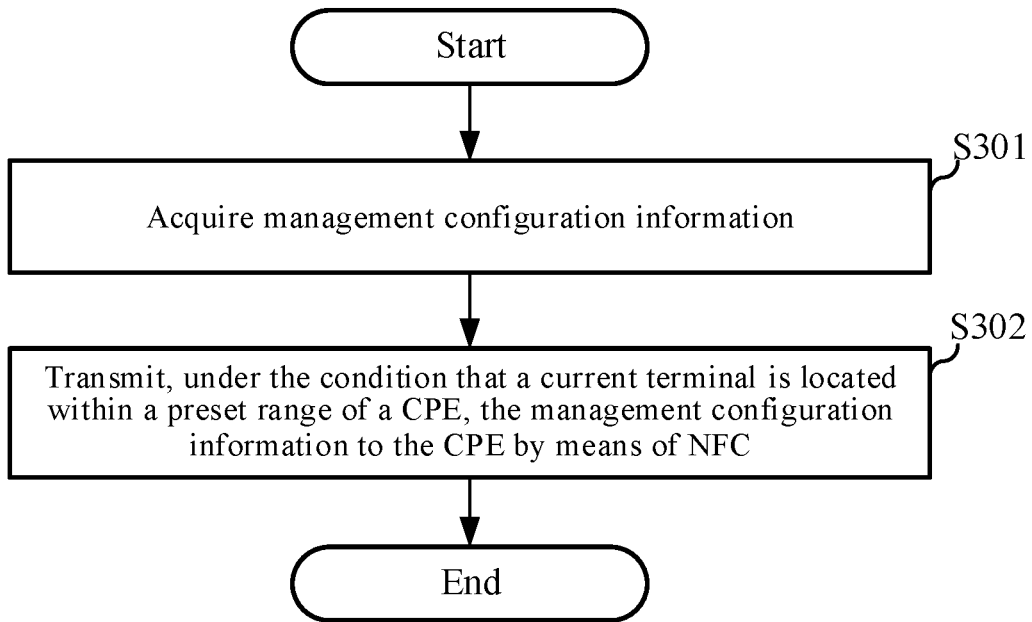 Start
S301
Acquire management configuration information
S302
Transmit, under the condition that a current terminal is located
within a preset range of a CPE, the management configuration
information to the CPE by means of NFC
End